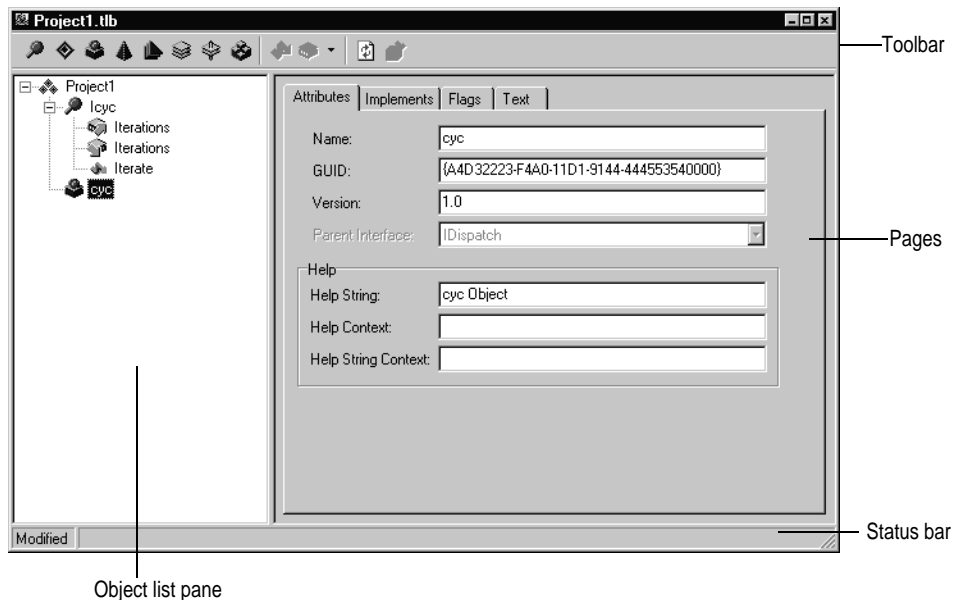 Project1.tlb
Toolbar
Project1
Icyc
Iterations
Iterations
Iterate
cyc
Attributes Implements Flags Text
Name: cyc
GUID: {A4D32223-F4A0-11D1-9144-444553540000}
Version: 1.0
Parent Interface: IDispatch
Pages
Help
Help String: cyc Object
Help Context:
Help String Context:
Modified
Status bar
Object list pane